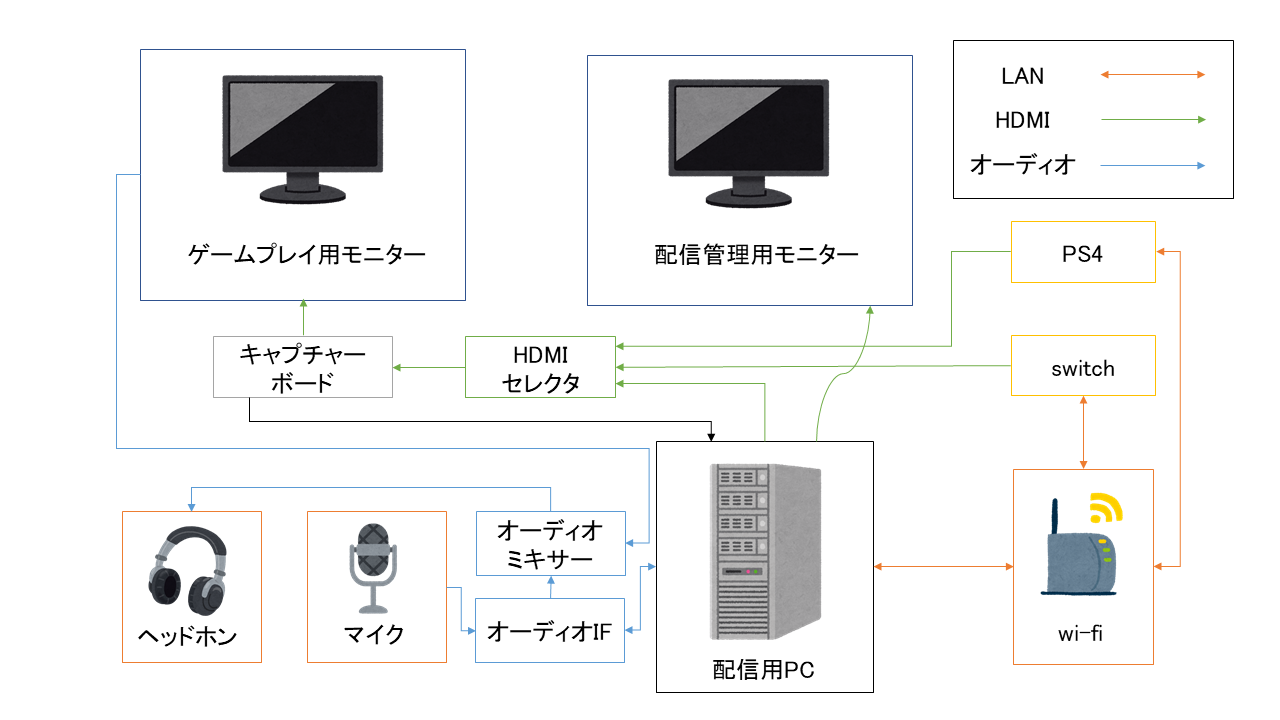 LAN
HDMI
オーディオ
ゲームプレイ用モニター
配信管理用モニター
PS4
キャプチャー
ボード
HDMI
セレクタ
switch
オーディオ
ミキサー
ヘッドホン
マイク
オーディオIF
配信用PC
wi-fi